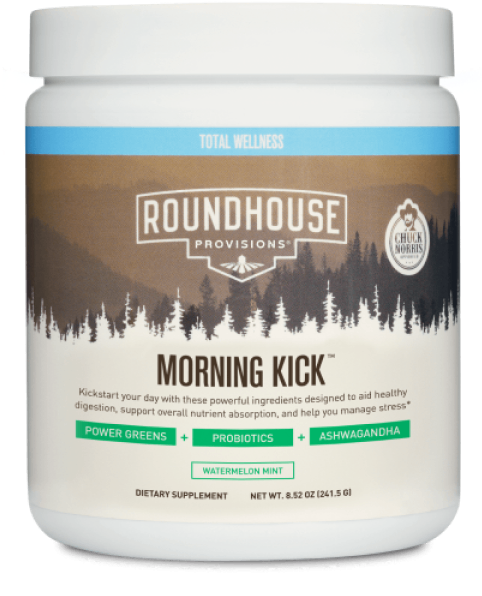 TOTAL WELLNESS
ROUNDHOUSE
PROVISIONS®
CHUCK
NORRIS
MORNING KICK™
Kickstart your day with these powerful ingredients designed to aid healthy
digestion, support overall nutrient absorption, and help you manage stress*
POWER GREENS + PROBIOTICS + ASHWAGANDHA
WATERMELON MINT
DIETARY SUPPLEMENT NET WT. 8.52 OZ (241.5 G)